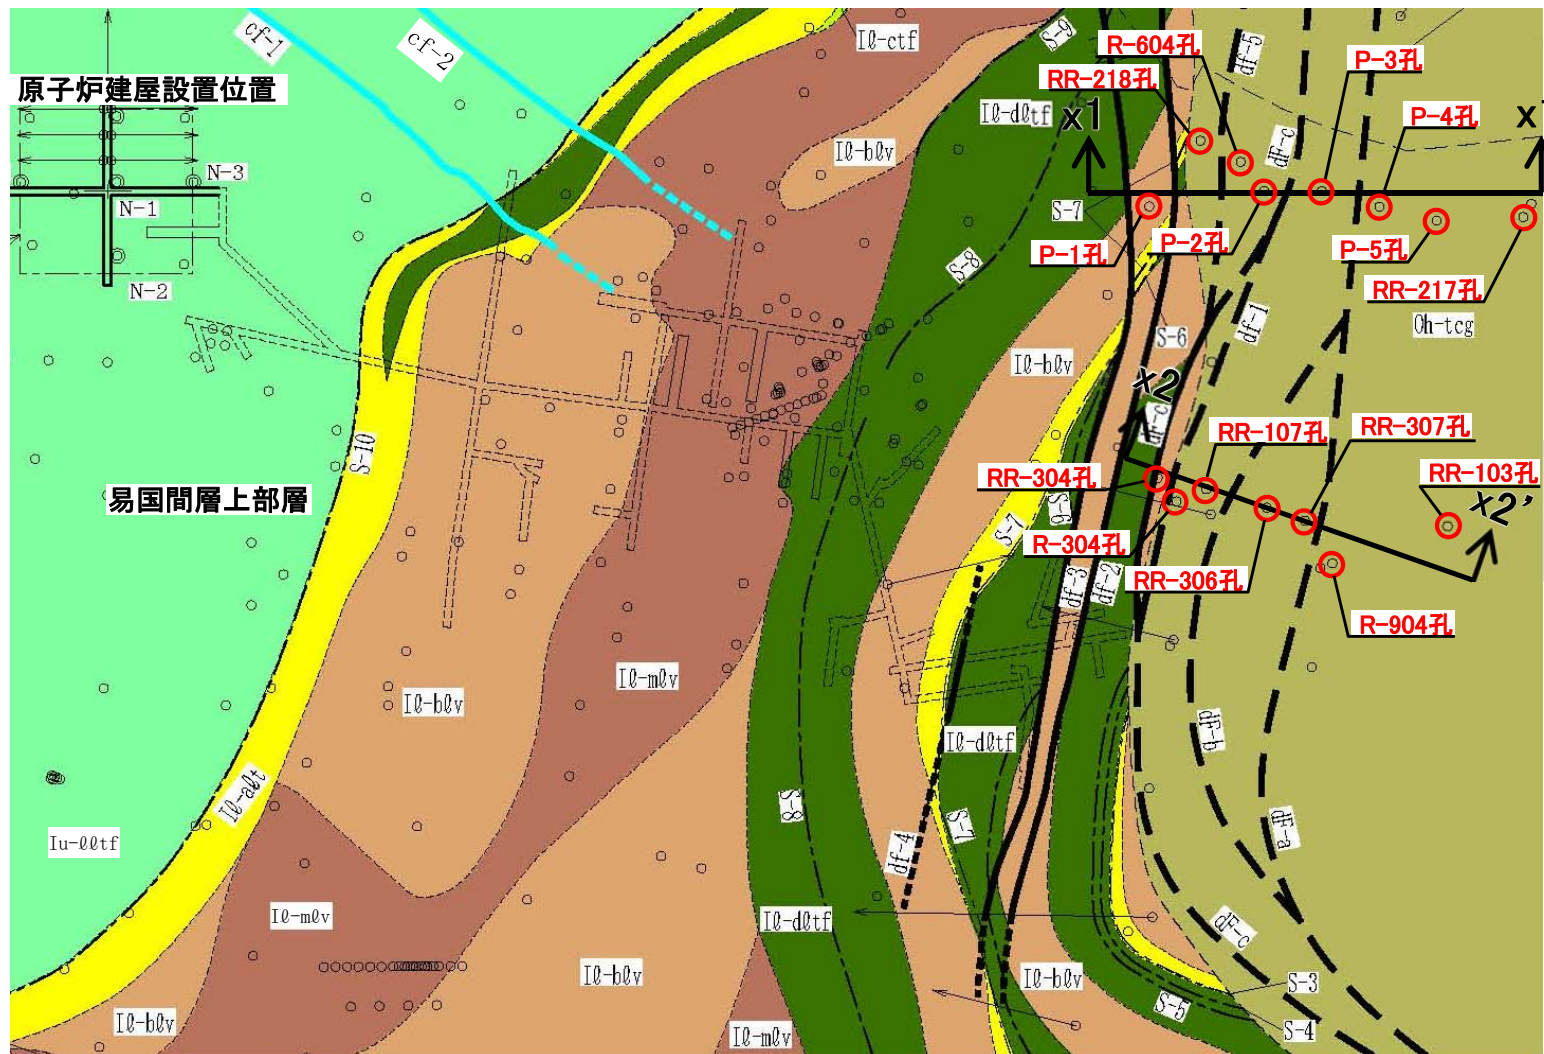 cf-1
cf-2
Iℓ-ctf
S-9
R-604孔
df-5
P-3孔
RR-218孔
原子炉建屋設置位置
P-4孔
Iℓ-dℓtf
x1
x
dF-c
Iℓ-bℓv
N-3
N-1
S-7
P-2孔
P-1孔
P-5孔
S-8
RR-217孔
N-2
df-1
Oh-tcg
S-6
Iℓ-bℓv
x2
dF-c
RR-107孔
RR-307孔
S-10
RR-304孔
RR-103孔
易国間層上部層
S-6
S-7
x2’
R-304孔
df-3
df-2
RR-306孔
R-904孔
Iℓ-mℓv
Iℓ-bℓv
Iℓ-dℓtf
dF-b
Iℓ-aℓt
S-8
S-7
dF-a
Iu-ℓℓtf
df-4
Iℓ-mℓv
Iℓ-dℓtf
dF-c
Iℓ-bℓv
Iℓ-bℓv
S-3
S-5
Iℓ-bℓv
S-4
Iℓ-mℓv